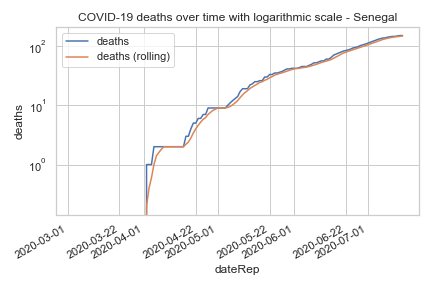 COVID-19 deaths over time with logarithmic scale - Senegal
deaths
deaths (rolling)
10²
10¹
10⁰
deaths
2020-03-01
2020-03-22
2020-04-01
2020-04-22
2020-05-01
2020-05-22
2020-06-01
2020-06-22
2020-07-01
dateRep